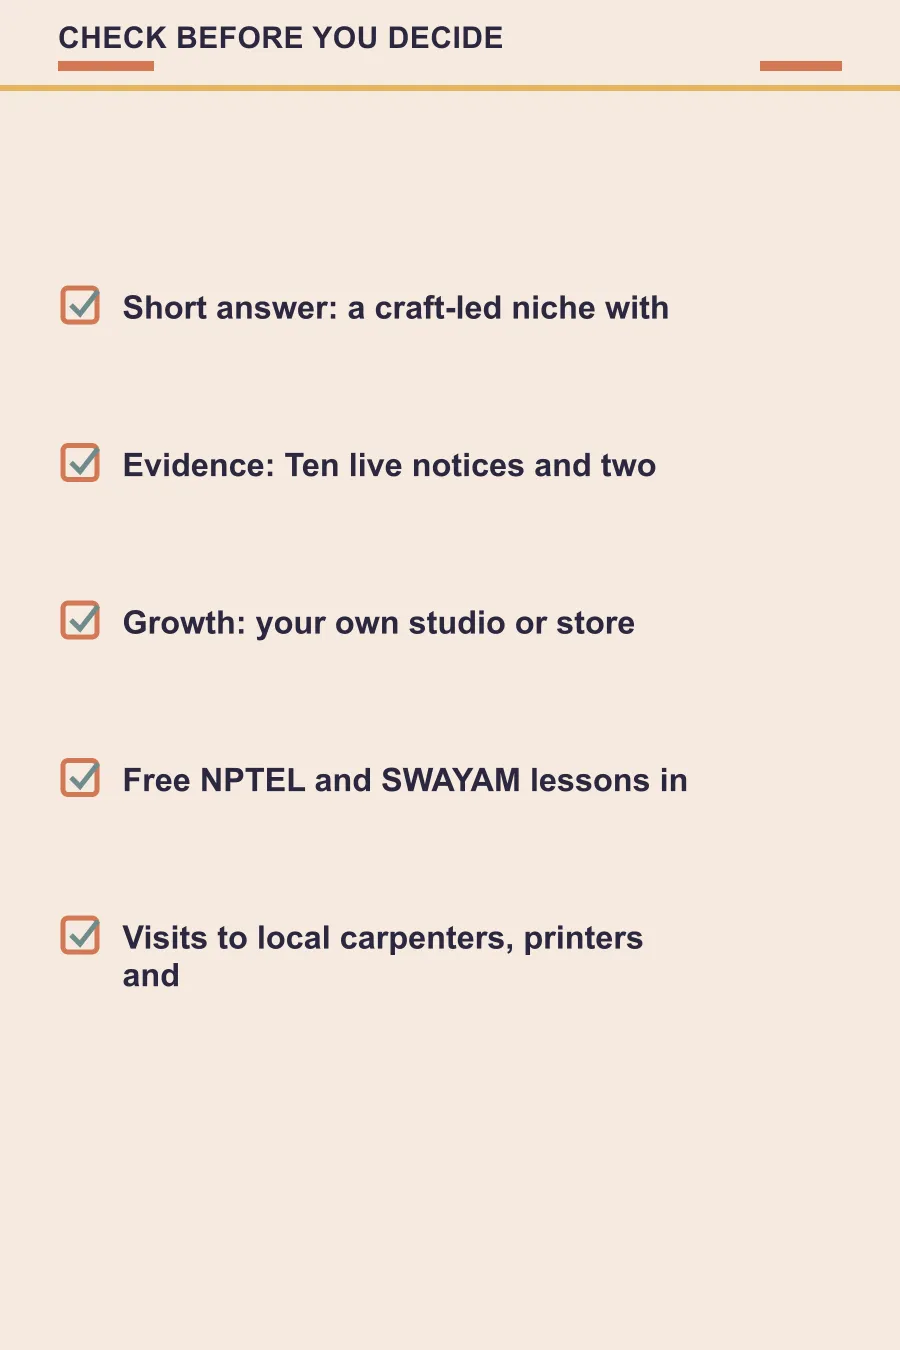 CHECK BEFORE YOU DECIDE
Short answer: a craft-led niche with
Evidence: Ten live notices and two
Growth: your own studio or store
Free NPTEL and SWAYAM lessons in
Visits to local carpenters, printers
and